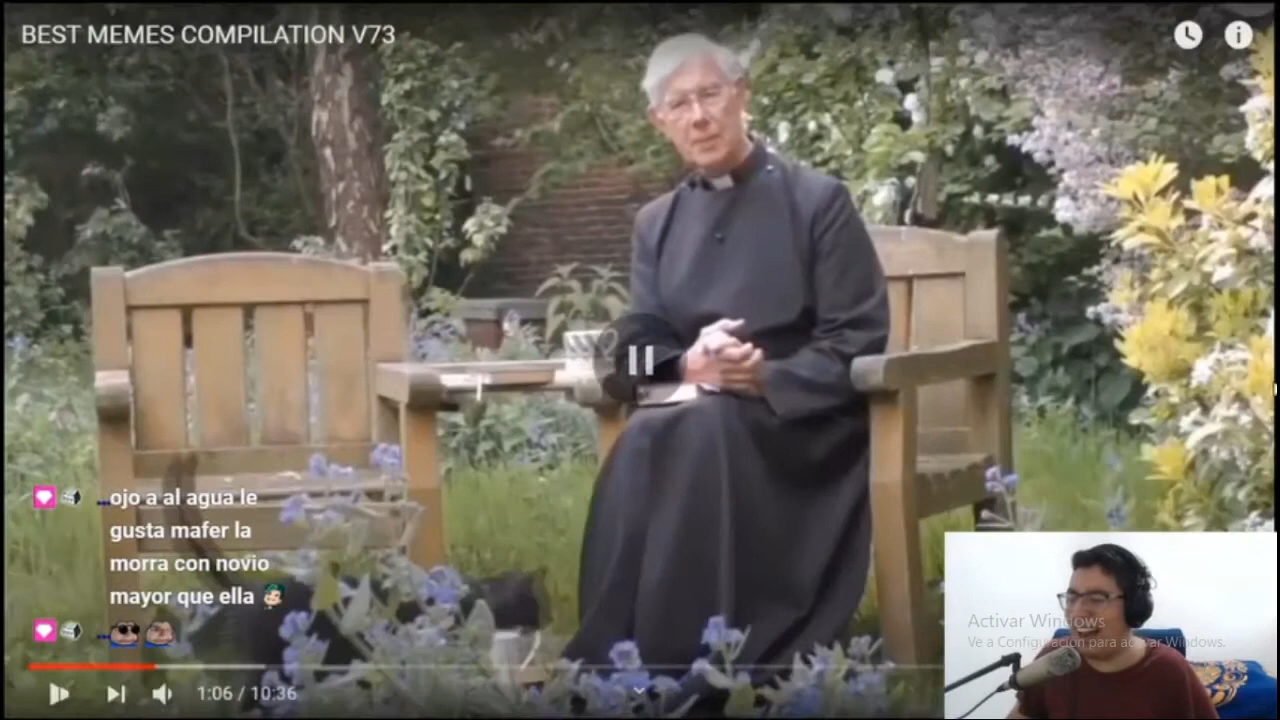 BEST MEMES COMPILATION V73
...ojo a al agua le
gusta mafer la
morra con novio
mayor que ella
...
1:06 / 10:36
Activar Windows
Ve a Configuración para activar Windows.